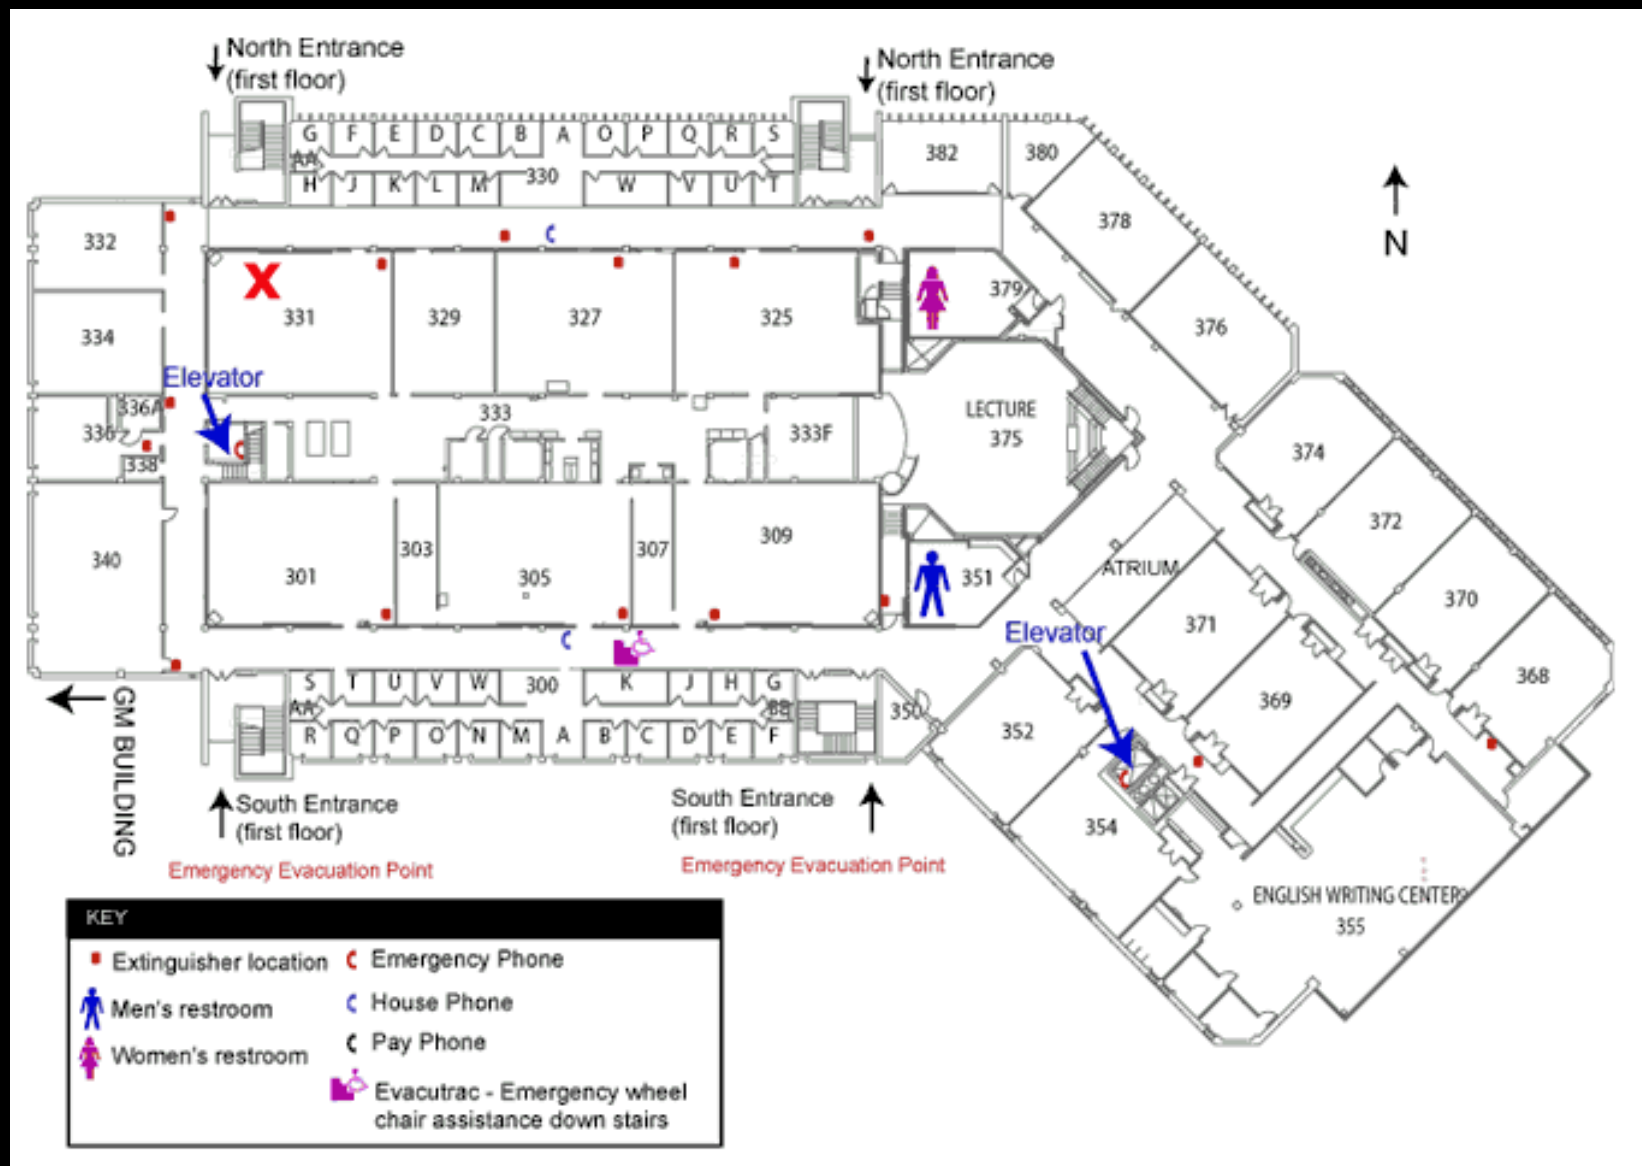 North Entrance
(first floor)
North Entrance
(first floor)
G F E D C B A O P Q R S
AA
330
H J K L M W V U T
382
380
378
376
N
332
334
331
329
327
325
379
Elevator
336A
336
338
333
333F
LECTURE
375
374
372
370
368
340
301
303
305
307
309
351
ATRIUM
371
369
Elevator
S T U V W 300 K J H G
AA
BB
R Q P O N M A B C D E F
350
352
354
GM BUILDING
South Entrance
(first floor)
Emergency Evacuation Point
South Entrance
(first floor)
Emergency Evacuation Point
ENGLISH WRITING CENTER
355
KEY
Extinguisher location
Men's restroom
Women's restroom
Emergency Phone
House Phone
Pay Phone
Evacutrac - Emergency wheel
chair assistance down stairs